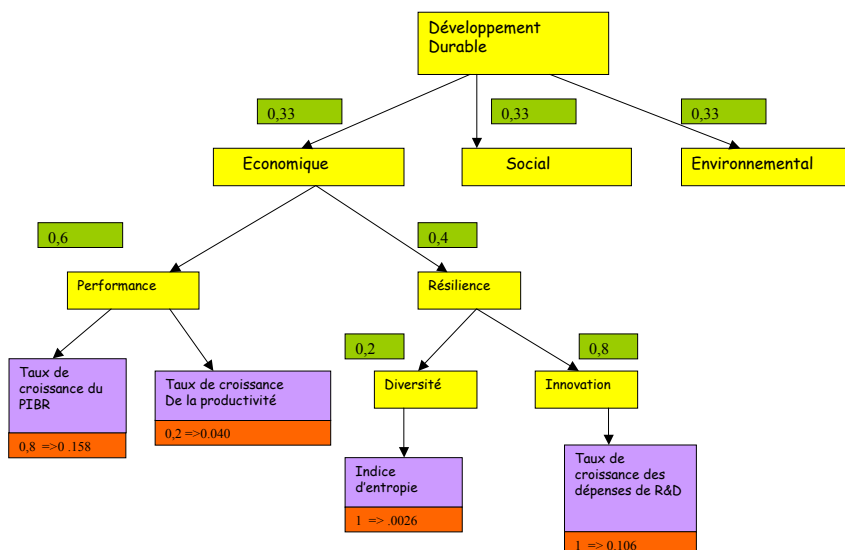 Développement
Durable
0,33
0,33
0,33
Economique
Social
Environnemental
0,6
0,4
Performance
Résilience
0,2
0,8
Taux de
croissance du
PIBR
0,8 =>0 .158
Taux de croissance
De la productivité
0,2 =>0.040
Diversité
Innovation
Indice
d'entropie
1 => .0026
Taux de
croissance des
dépenses de R&D
1 => 0.106